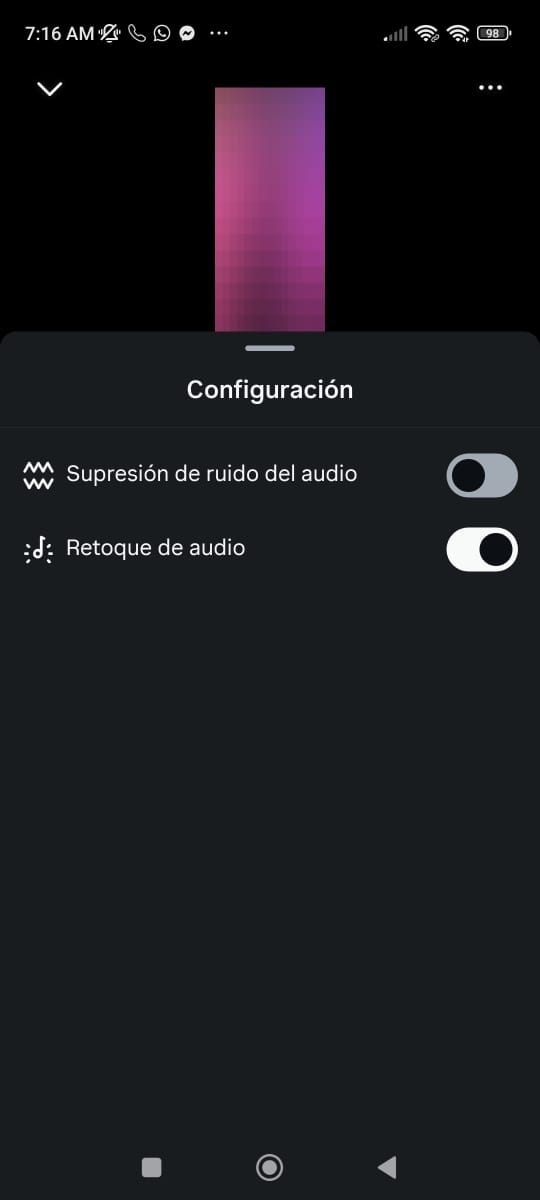 7:16 AM
98
Configuración
Supresión de ruido del audio
Retoque de audio